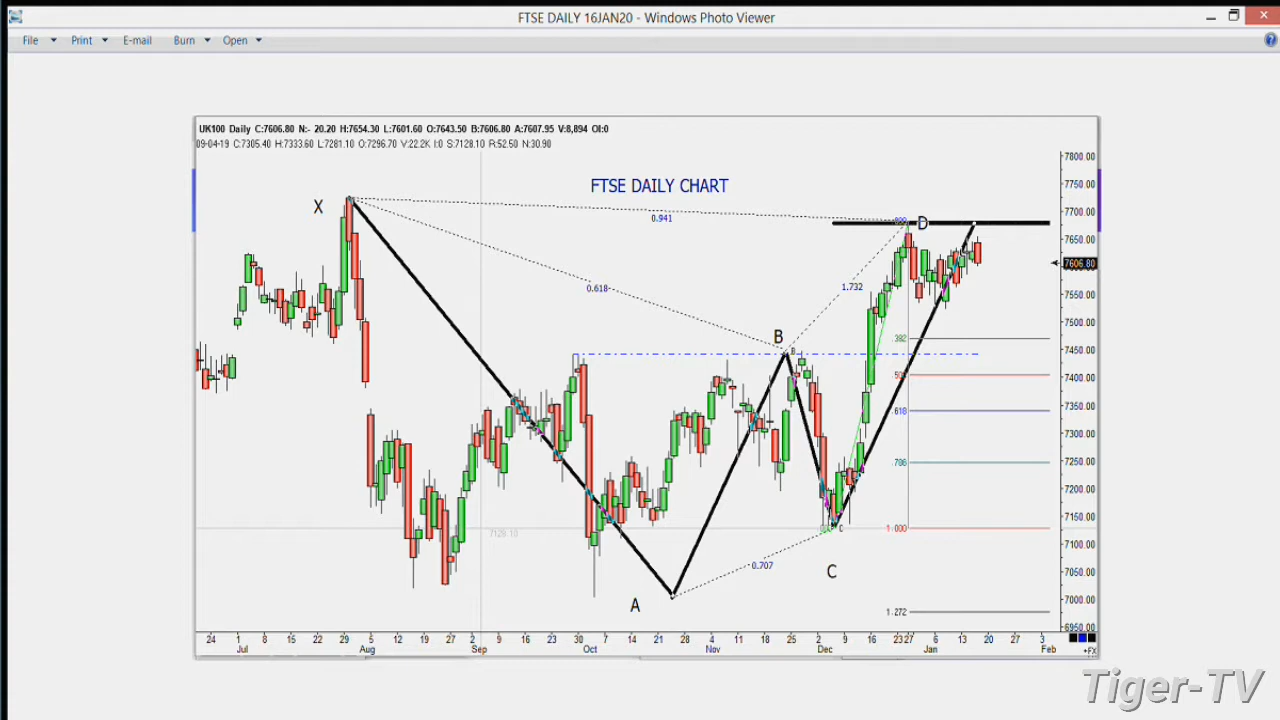 FTSE DAILY 16JAN20 - Windows Photo Viewer
File Print E-mail Burn Open
UK100 Daily C:7606.80 N:- 20.20 H:7654.30 L:7601.60 O:7643.50 B:7606.80 A:7607.95 V:8,894 OI:0
09-04-19 C:7305.40 H:7333.60 L:7281.10 O:7296.70 V:22.2K I:0 S:7128.10 R:52.50 N:30.90
7800.00
FTSE DAILY CHART
7750.00
X
7700.00
0.941
D
7650.00
7606.80
0.618
1.732
7550.00
7500.00
B
.382
7450.00
7400.00
.618
7350.00
7300.00
.786
7250.00
7200.00
7150.00
7128.10
C
1.000
7100.00
0.707
C
7050.00
A
7000.00
1.272
6950.00
24 1 8 15 22 29 5 12 19 27 2 9 16 23 30 7 14 21 28 4 11 18 25 2 9 16 23 27 6 13 20 27 3
Jul Aug Sep Oct Nov Dec Jan Feb
+FX
Tiger-TV